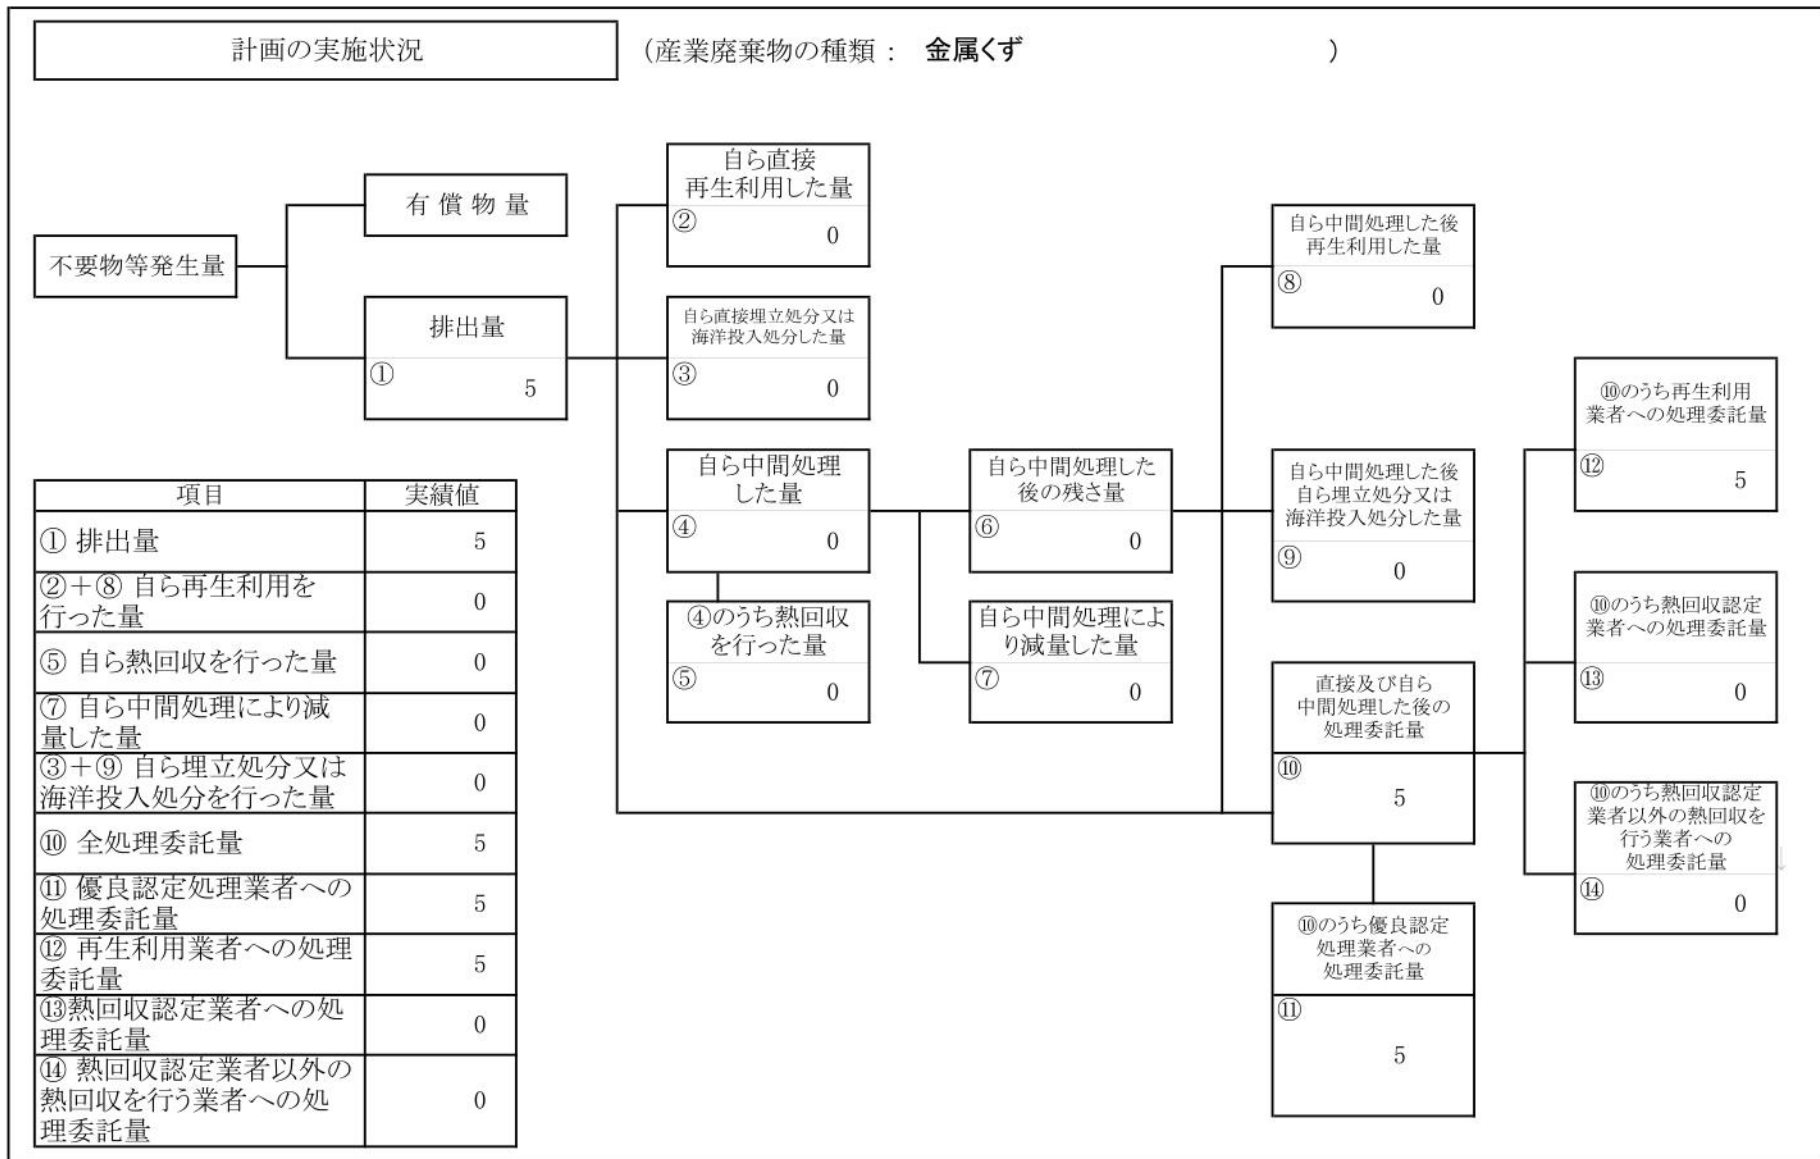 計画の実施状況
(産業廃棄物の種類: 金属くず )
不要物等発生量
有償物量
排出量
① 5
自ら直接
再生利用した量
② 0
自ら直接埋立処分又は
海洋投入処分した量
③ 0
自ら中間処理
した量
④ 0
④のうち熱回収
を行った量
⑤ 0
自ら中間処理した
後の残さ量
⑥ 0
自ら中間処理によ
り減量した量
⑦ 0
自ら中間処理した後
再生利用した量
⑧ 0
自ら中間処理した後
自ら埋立処分又は
海洋投入処分した量
⑨ 0
直接及び自ら
中間処理した後の
処理委託量
⑩ 5
⑩のうち優良認定
処理業者への
処理委託量
⑪
5
⑩のうち再生利用
業者への処理委託量
⑫ 5
⑩のうち熱回収認定
業者への処理委託量
⑬ 0
⑩のうち熱回収認定
業者以外の熱回収を
行う業者への
処理委託量
⑭ 0
↓
項目 実績値
① 排出量 5
②+⑧ 自ら再生利用を
行った量 0
⑤ 自ら熱回収を行った量 0
⑦ 自ら中間処理により減
量した量 0
③+⑨ 自ら埋立処分又は
海洋投入処分を行った量 0
⑩ 全処理委託量 5
⑪ 優良認定処理業者への
処理委託量 5
⑫ 再生利用業者への処理
委託量 5
⑬熱回収認定業者への処
理委託量 0
⑭ 熱回収認定業者以外の
熱回収を行う業者への処
理委託量 0